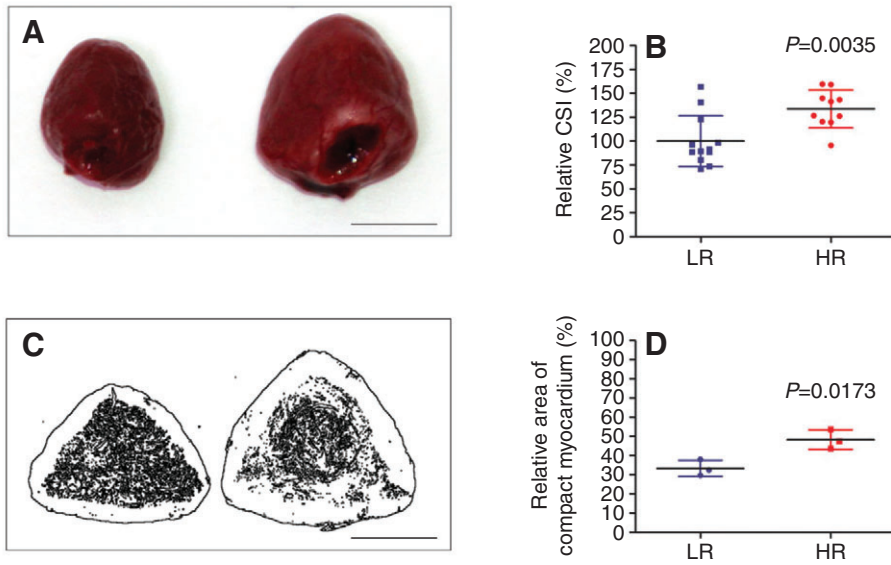 A
B
P=0.0035
Relative CSI (%)
200
175
150
125
100
75
50
25
0
LR
HR
C
D
P=0.0173
Relative area of
compact myocardium (%)
100
90
80
70
60
50
40
30
20
10
0
LR
HR